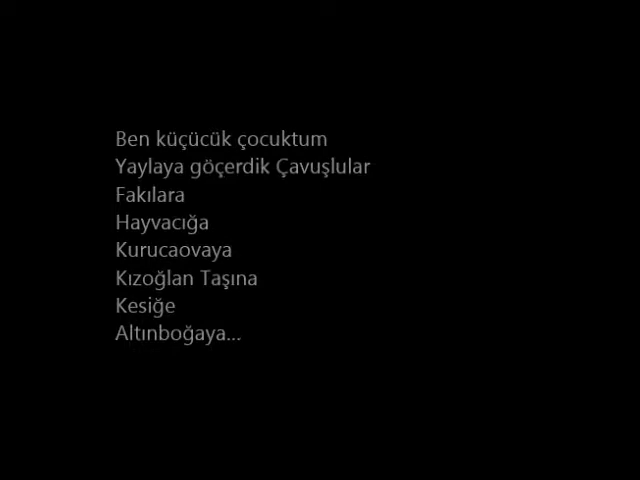 Ben küçücük çocuktum
Yaylaya göçerdik Çavuşlular
Fakılara
Hayvacığa
Kurucaovaya
Kızoğlan Taşına
Kesiğe
Altınboğaya...